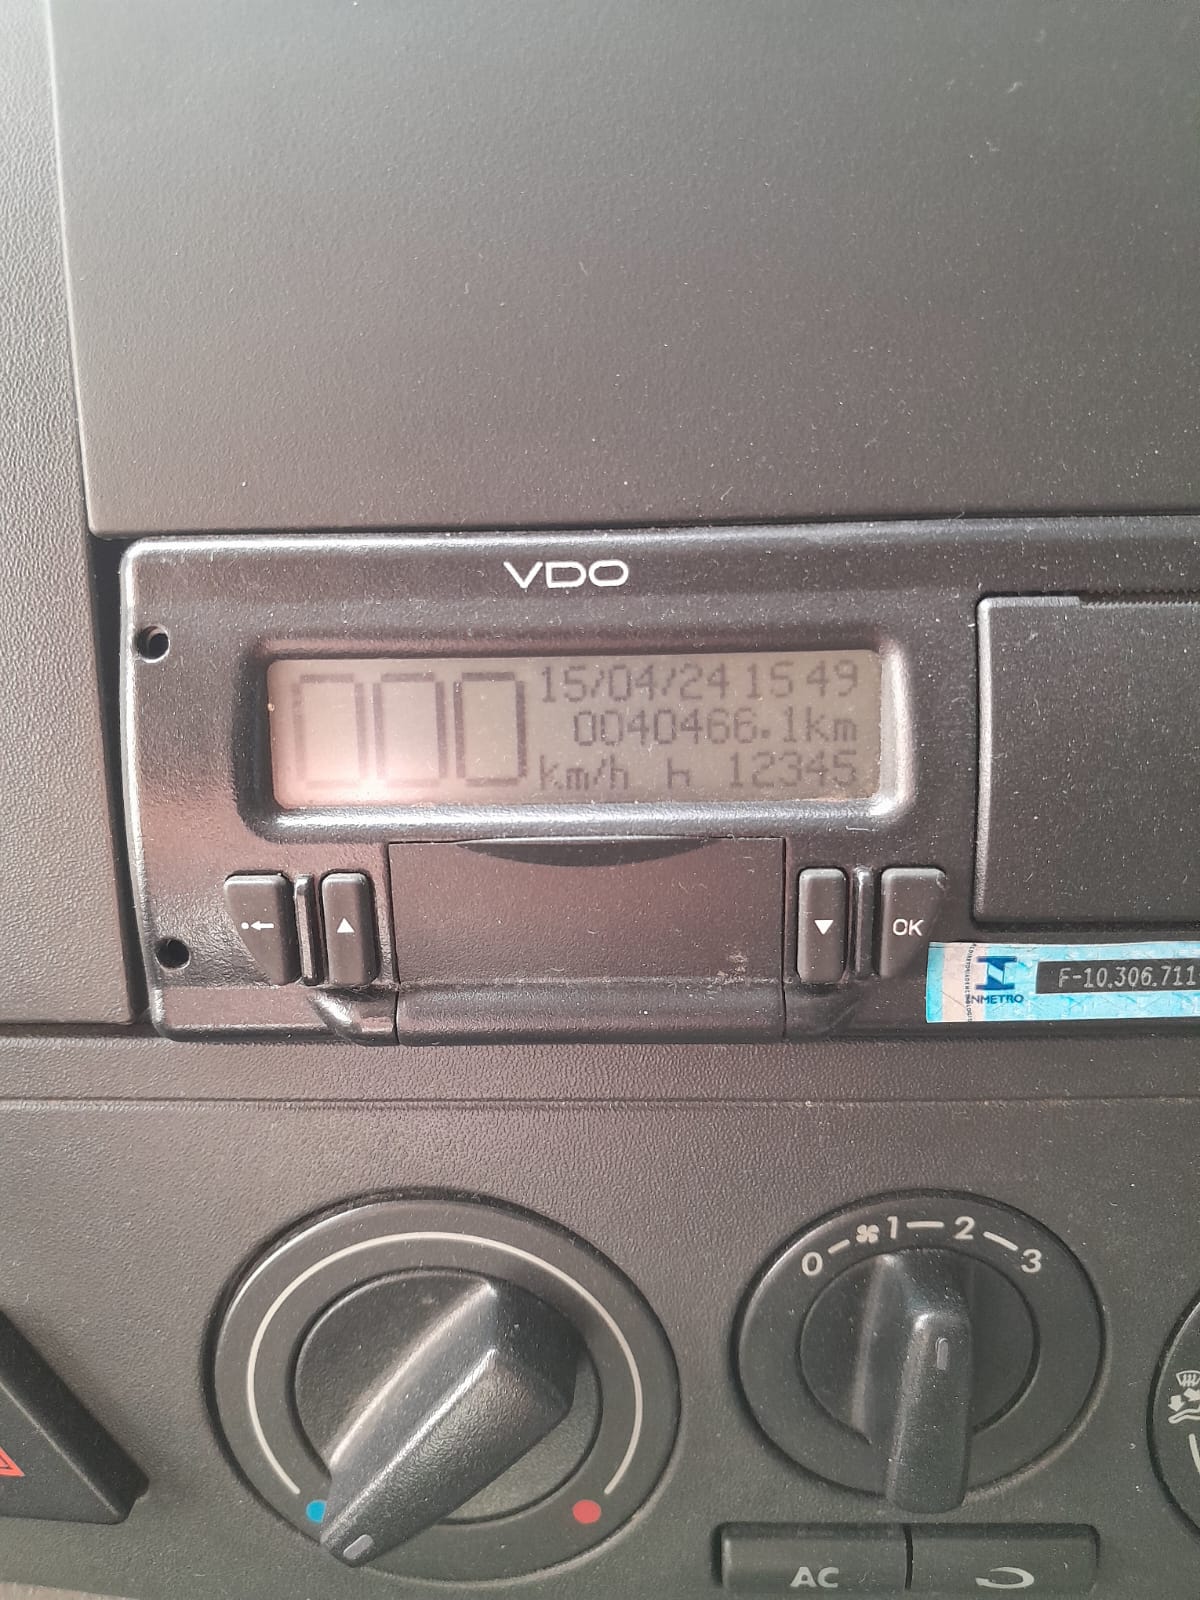 VDO
000
15/04/24 15 49
0040466.1km
km/h h 12345
OK
INMETRO
F-10.306.711
0 1 2 3
AC